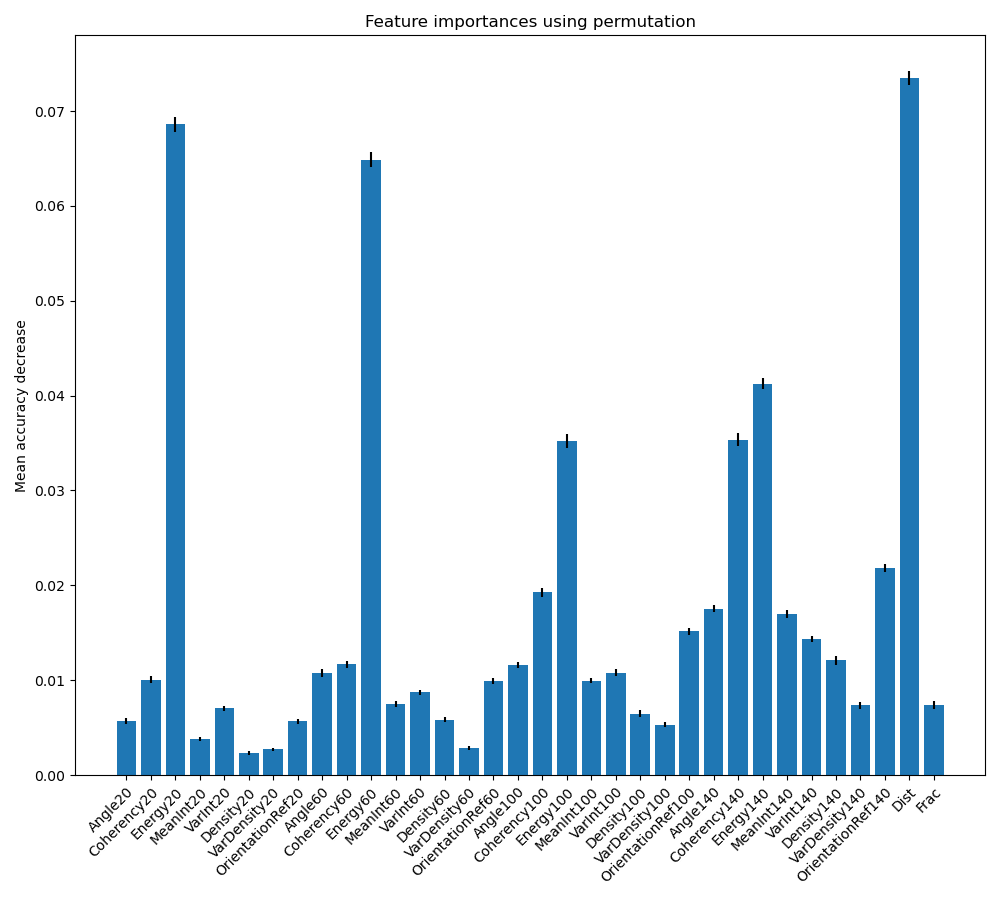 Feature importances using permutation
Mean accuracy decrease
0.07
0.06
0.05
0.04
0.03
0.02
0.01
0.00
Angle20
Coherency20
Energy20
MeanInt20
VarInt20
Density20
VarDensity20
OrientationRef20
Angle60
Coherency60
Energy60
MeanInt60
VarInt60
Density60
VarDensity60
OrientationRef60
Angle100
Coherency100
Energy100
MeanInt100
VarInt100
Density100
VarDensity100
OrientationRef100
Angle140
Coherency140
Energy140
MeanInt140
VarInt140
Density140
VarDensity140
OrientationRef140
Dist
Frac